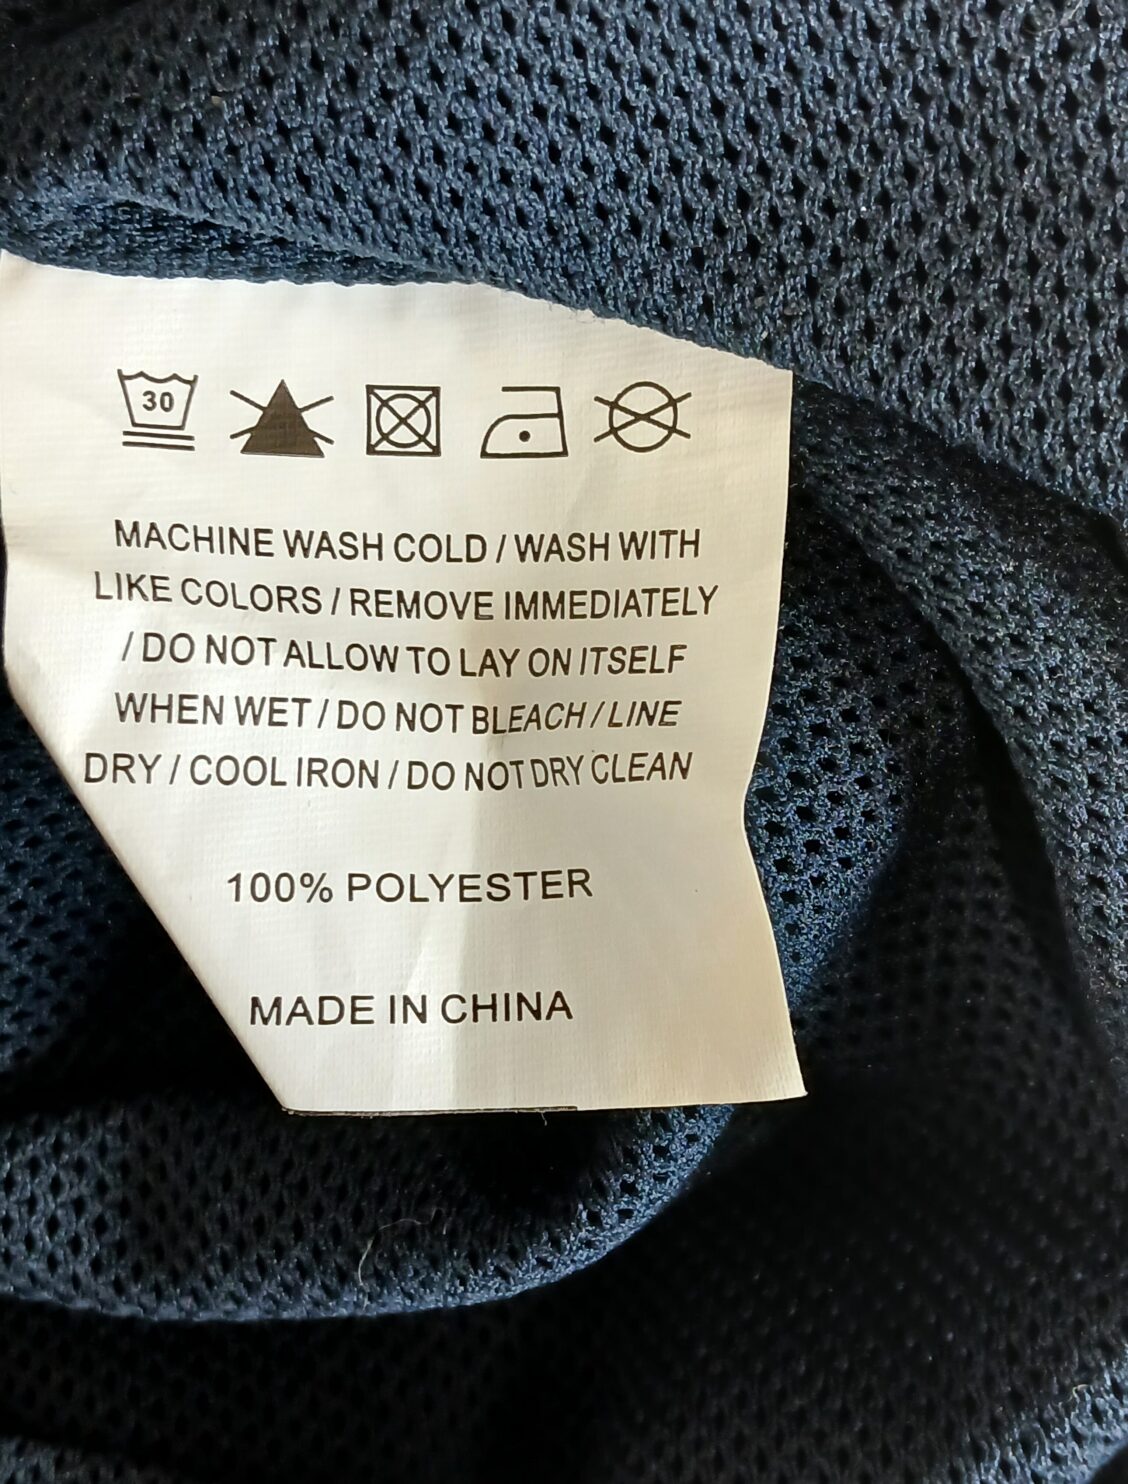 30
MACHINE WASH COLD / WASH WITH
LIKE COLORS / REMOVE IMMEDIATELY
/ DO NOT ALLOW TO LAY ON ITSELF
WHEN WET / DO NOT BLEACH / LINE
DRY / COOL IRON / DO NOT DRY CLEAN
100% POLYESTER
MADE IN CHINA